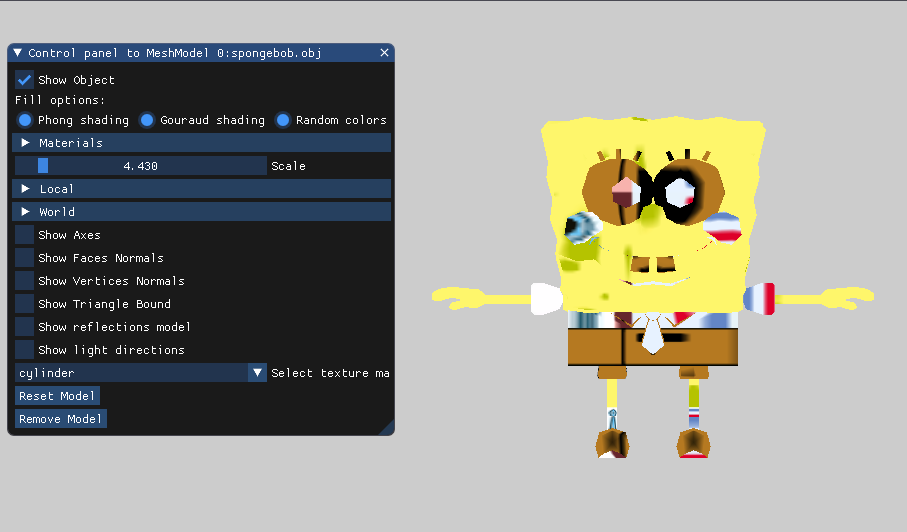 Control panel to MeshModel 0:spongebob.obj
Show Object
Fill options:
Phong shading Gouraud shading Random colors
Materials
4.430 Scale
Local
World
Show Axes
Show Faces Normals
Show Vertices Normals
Show Triangle Bound
Show reflections model
Show light directions
cylinder Select texture ma
Reset Model
Remove Model